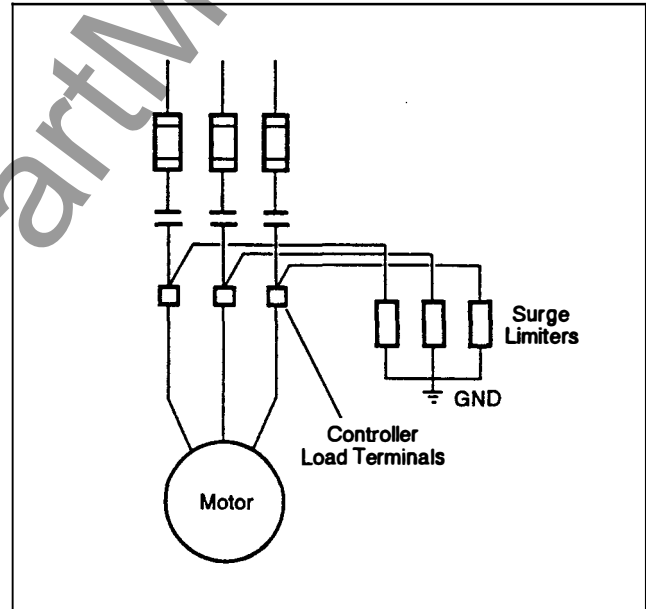 Surge
Limiters
GND
Controller
Load Terminals
Motor